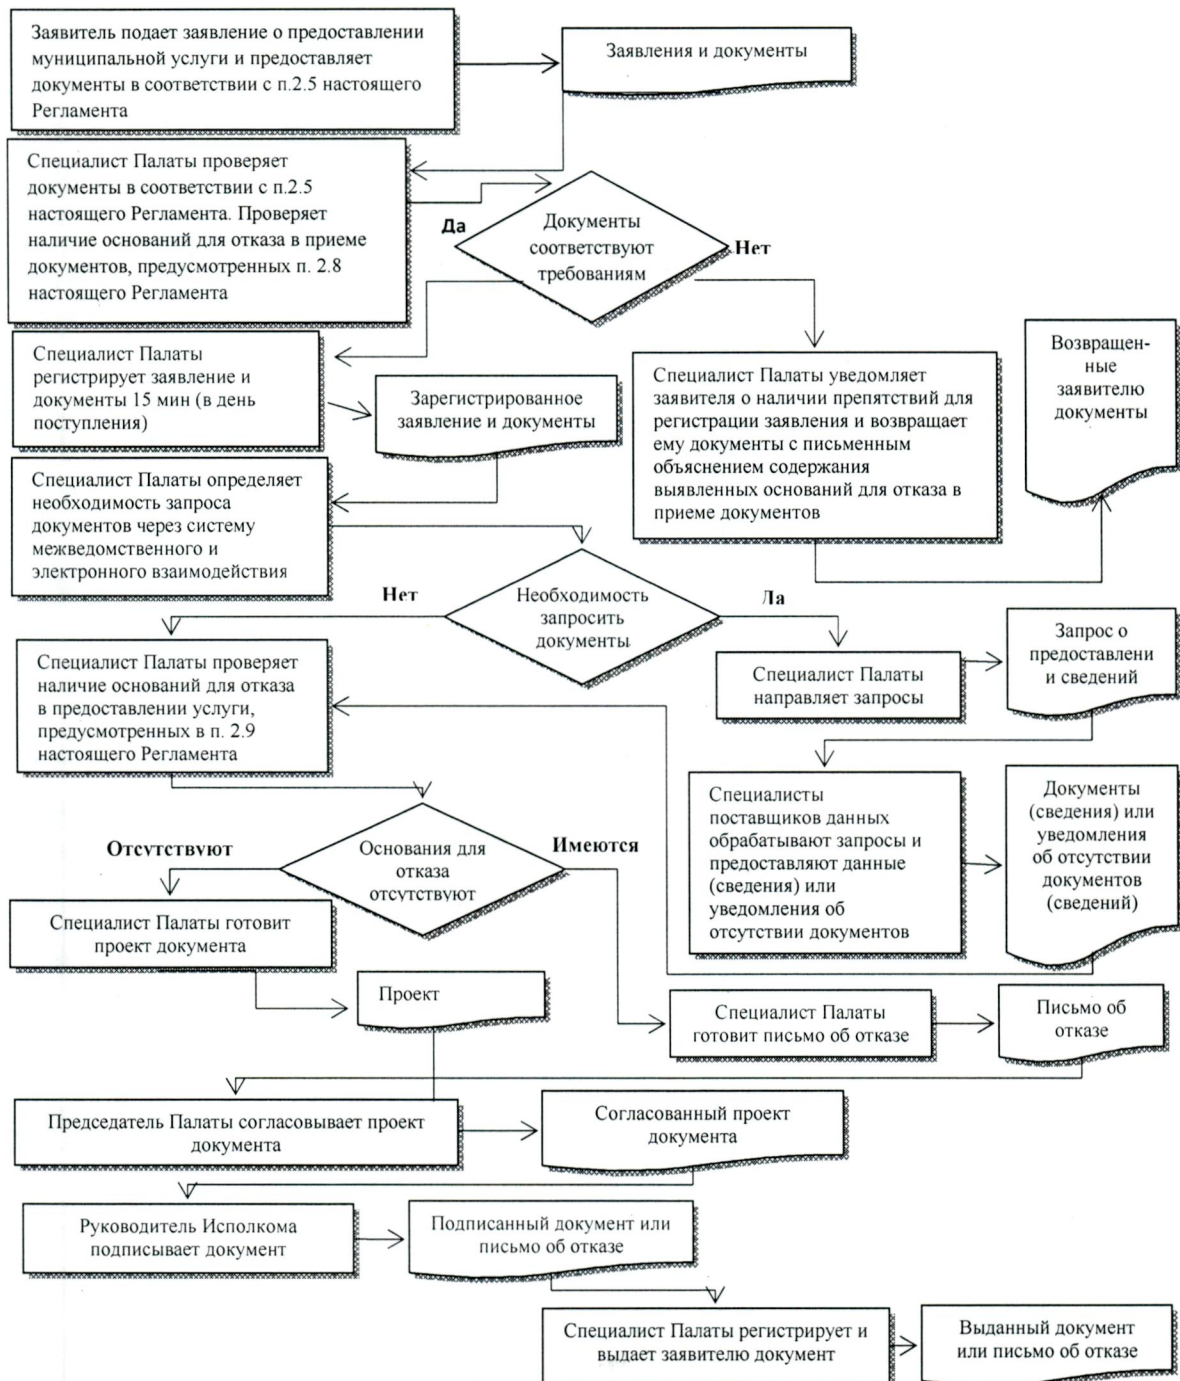 Заявитель подает заявление о предоставлении
муниципальной услуги и предоставляет
документы в соответствии с п.2.5 настоящего
Регламента
Заявления и документы
Специалист Палаты проверяет
документы в соответствии с п.2.5
настоящего Регламента. Проверяет
наличие оснований для отказа в приеме
документов, предусмотренных п. 2.8
настоящего Регламента
Да
Документы
соответствуют
требованиям
Нет
Специалист Палаты
регистрирует заявление и
документы 15 мин (в день
поступления)
Зарегистрированное
заявление и документы
Специалист Палаты уведомляет
заявителя о наличии препятствий для
регистрации заявления и возвращает
ему документы с письменным
объяснением содержания
выявленных оснований для отказа в
приеме документов
Возвращен-
ные
заявителю
документы
Специалист Палаты определяет
необходимость запроса
документов через систему
межведомственного и
электронного взаимодействия
Нет
Необходимость
запросить
документы
Да
Специалист Палаты проверяет
наличие оснований для отказа
в предоставлении услуги,
предусмотренных в п. 2.9
настоящего Регламента
Специалист Палаты
направляет запросы
Запрос о
предоставлени
и сведений
Специалисты
поставщиков данных
обрабатывают запросы и
предоставляют данные
(сведения) или
уведомления об
отсутствии документов
Документы
(сведения) или
уведомления
об отсутствии
документов
(сведений)
Отсутствуют
Основания для
отказа
отсутствуют
Имеются
Специалист Палаты готовит
проект документа
Проект
Специалист Палаты
готовит письмо об отказе
Письмо об
отказе
Председатель Палаты согласовывает проект
документа
Согласованный проект
документа
Руководитель Исполкома
подписывает документ
Подписанный документ или
письмо об отказе
Специалист Палаты регистрирует и
выдает заявителю документ
Выданный документ
или письмо об отказе